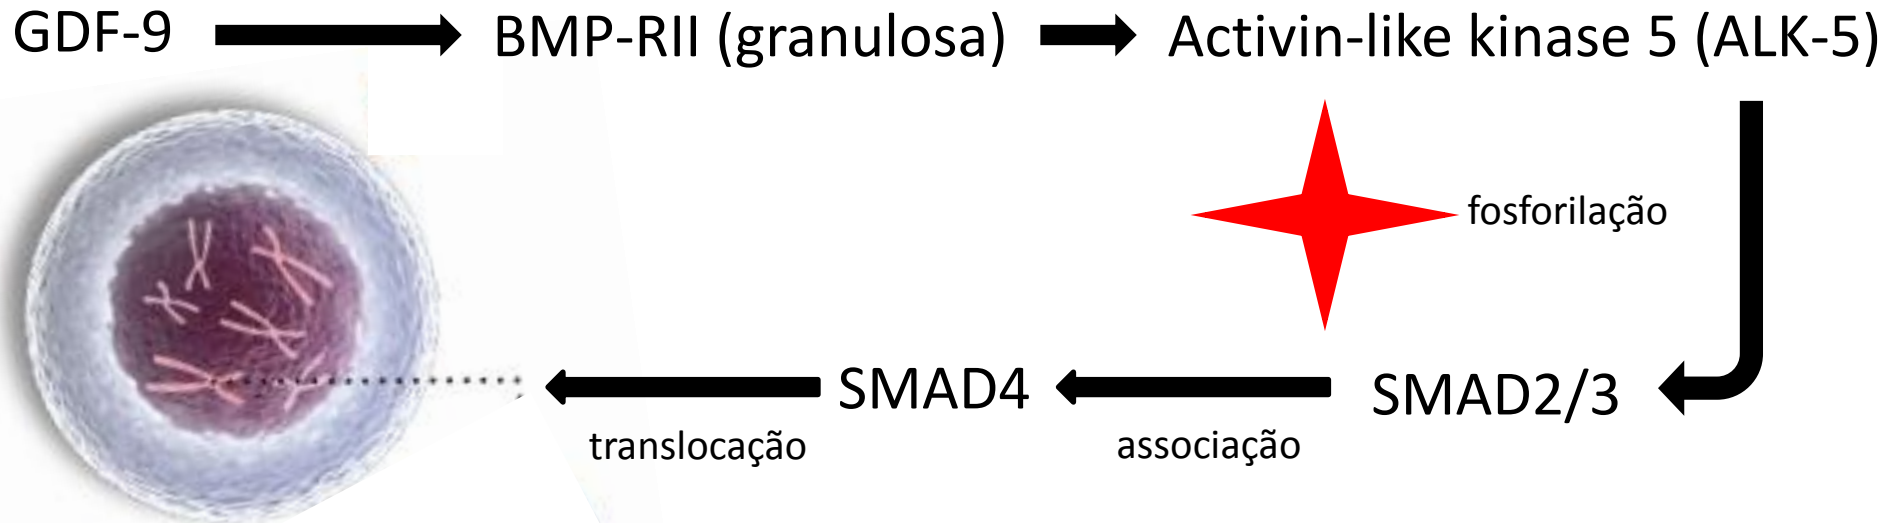 GDF-9
BMP-RII (granulosa)
Activin-like kinase 5 (ALK-5)
fosforilação
SMAD4
SMAD2/3
translocação
associação